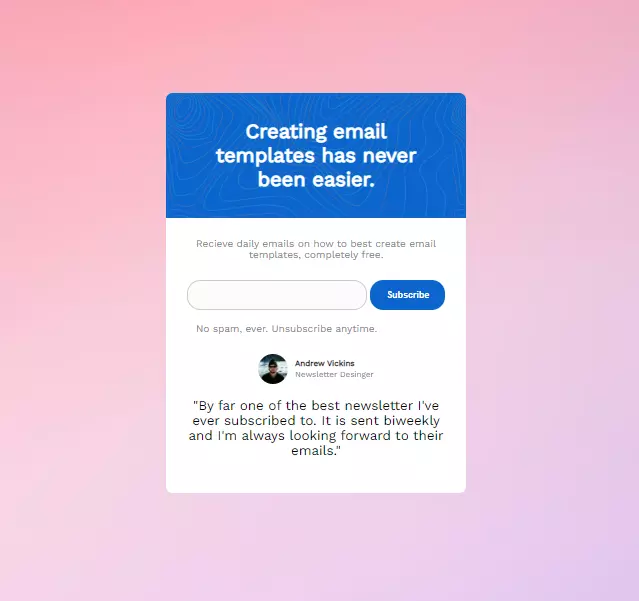 Creating email
templates has never
been easier.
Recieve daily emails on how to best create email
templates, completely free.
Subscribe
No spam, ever. Unsubscribe anytime.
Andrew Vickins
Newsletter Desinger
"By far one of the best newsletter I've
ever subscribed to. It is sent biweekly
and I'm always looking forward to their
emails."